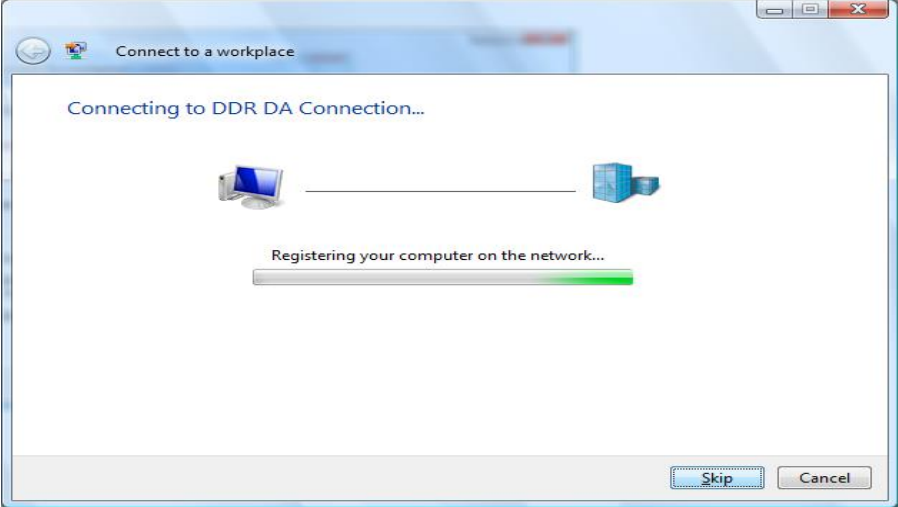 Connect to a workplace
Connecting to DDR DA Connection...
Registering your computer on the network...
Skip Cancel